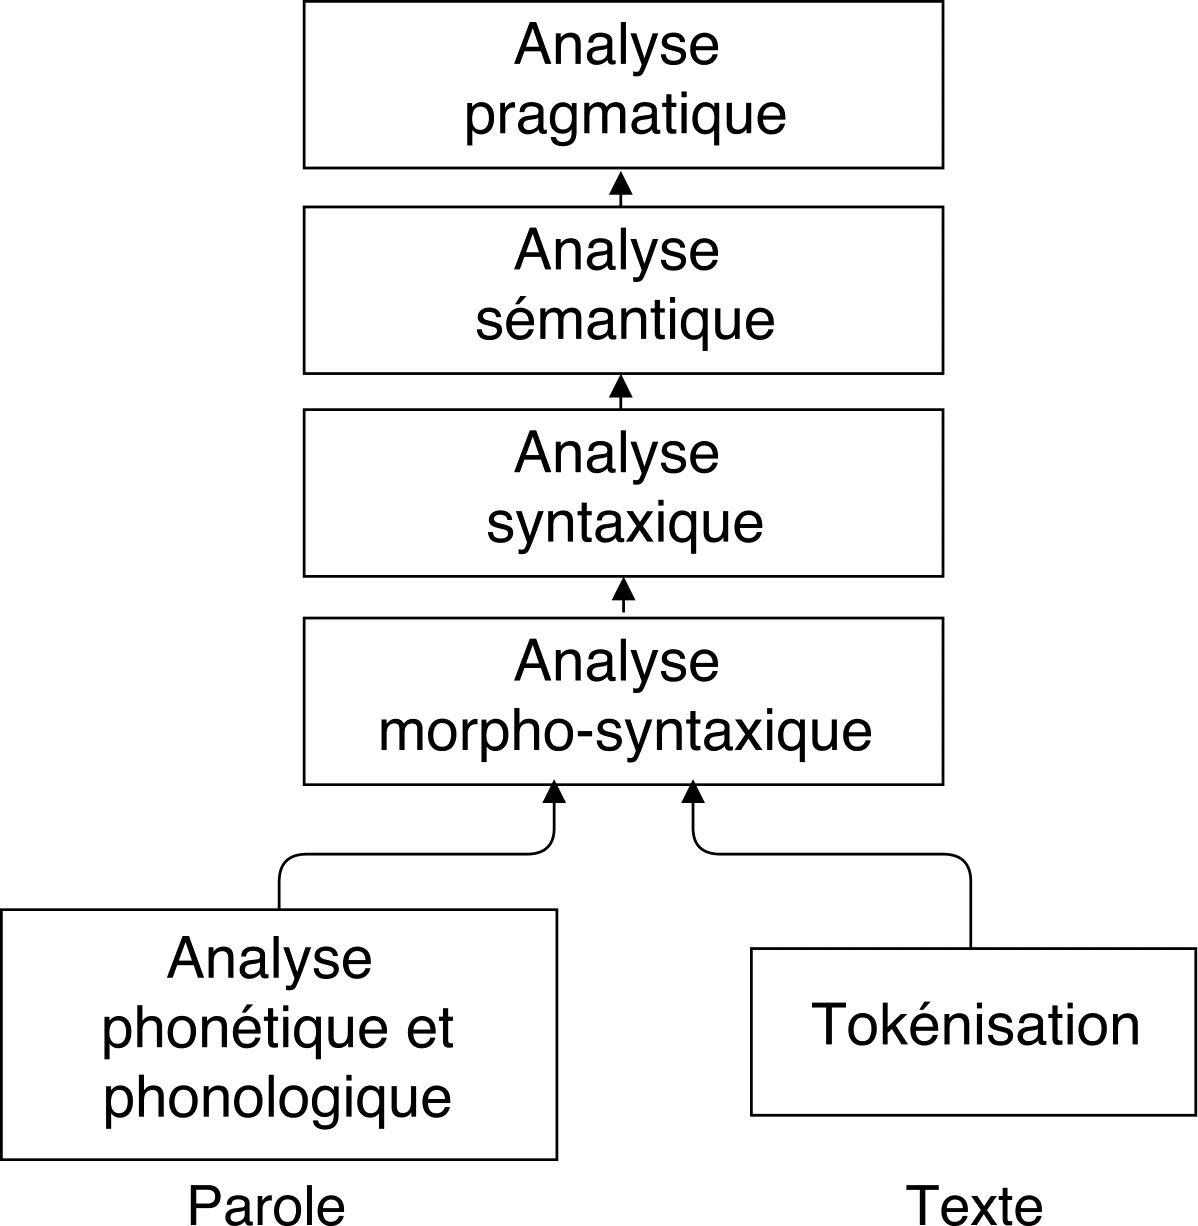 Analyse
pragmatique
Analyse
sémantique
Analyse
syntaxique
Analyse
morpho-syntaxique
Analyse
phonétique et
phonologique
Tokénisation
Parole
Texte